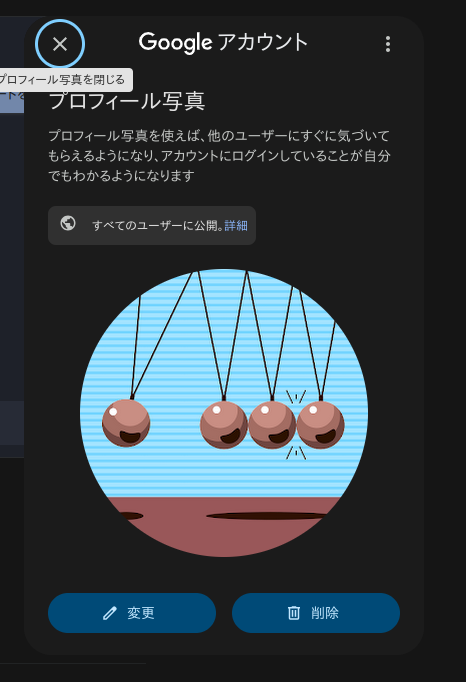 Google アカウント
プロフィール写真を閉じる
プロフィール写真
プロフィール写真を使えば、他のユーザーにすぐに気づいて
もらえるようになり、アカウントにログインしていることが自分
でもわかるようになります
すべてのユーザーに公開。詳細
変更
削除